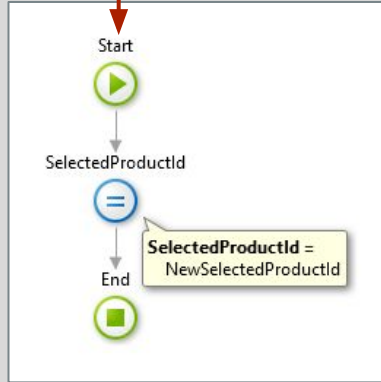 Start
SelectedProductId
SelectedProductId =
NewSelectedProductId
End